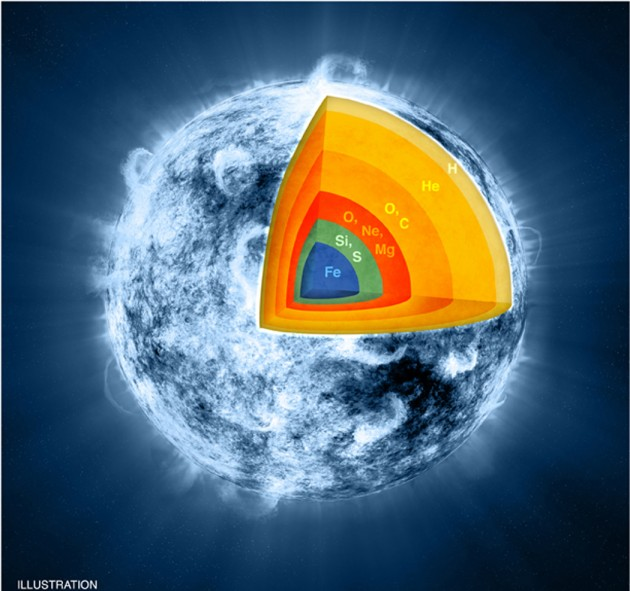 H
He
O,
C
O,
Ne,
Mg
Si,
S
Fe
ILLUSTRATION